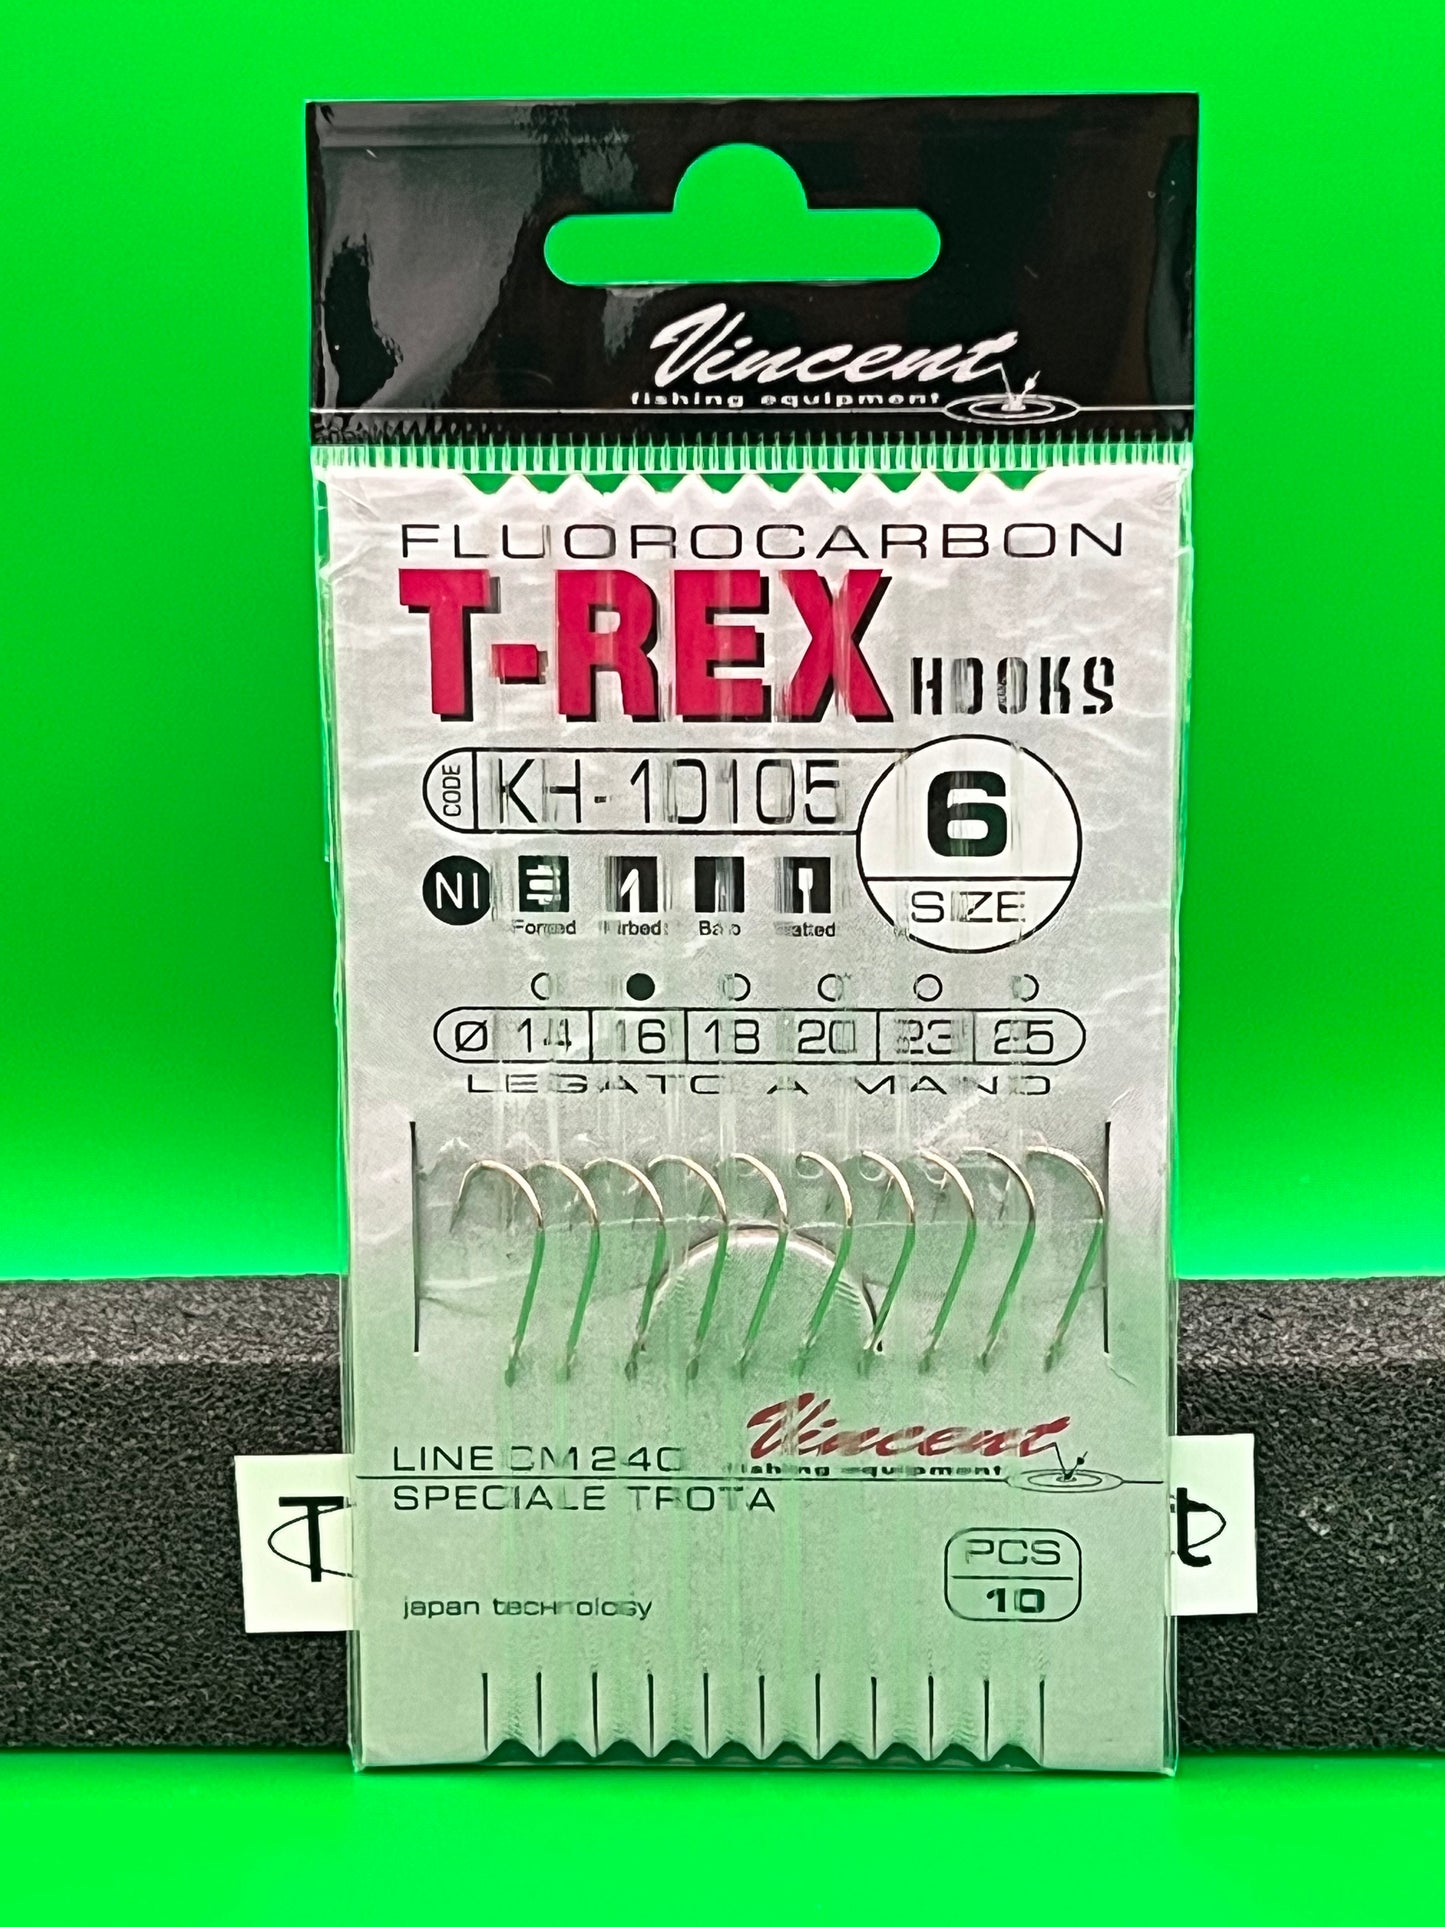 Vincent
fishing equipment
FLUOROCARBON
T-REX HOOKS
CODE KH-10105
6
SIZE
NI
Forged
Ø 14 16 18 20 23 25
LEGATO A MANO
Vincent
fishing equipment
LINE CM 240
SPECIALE TROTA
PCS
10
japan technology